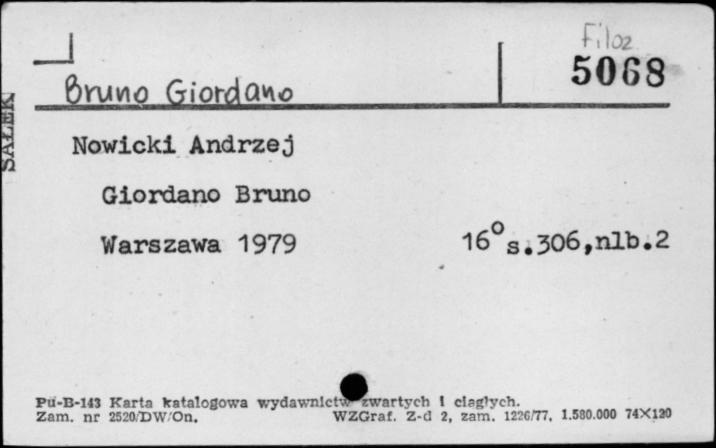 Filoz
5068
Bruno Giordano
SAŁEK
Nowicki Andrzej
Giordano Bruno
Warszawa 1979 16° s.306,nlb.2
Pu-B-143 Karta katalogowa wydawnictw zwartych i ciągłych.
Zam. nr 2520/DW/On. WZGraf. Z-d 2, zam. 1226/77. 1.580.000 74X120